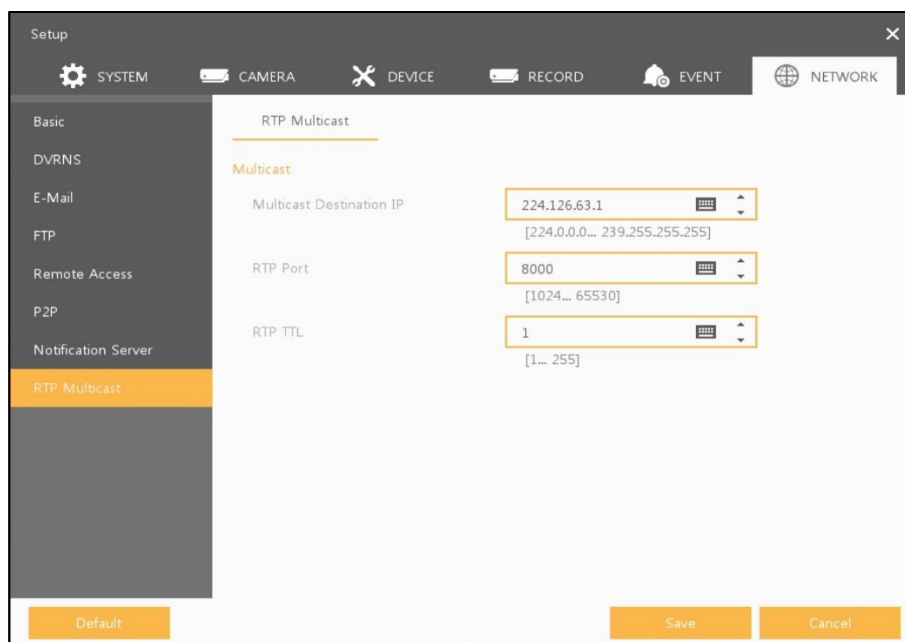 Setup
SYSTEM CAMERA DEVICE RECORD EVENT NETWORK
Basic
DVRNS
E-Mail
FTP
Remote Access
P2P
Notification Server
RTP Multicast
RTP Multicast
Multicast
Multicast Destination IP 224.126.63.1
[224.0.0.0... 239.255.255.255]
RTP Port 8000
[1024... 65530]
RTP TTL 1
[1... 255]
Default Save Cancel